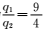 q₁/q₂ = 9/4